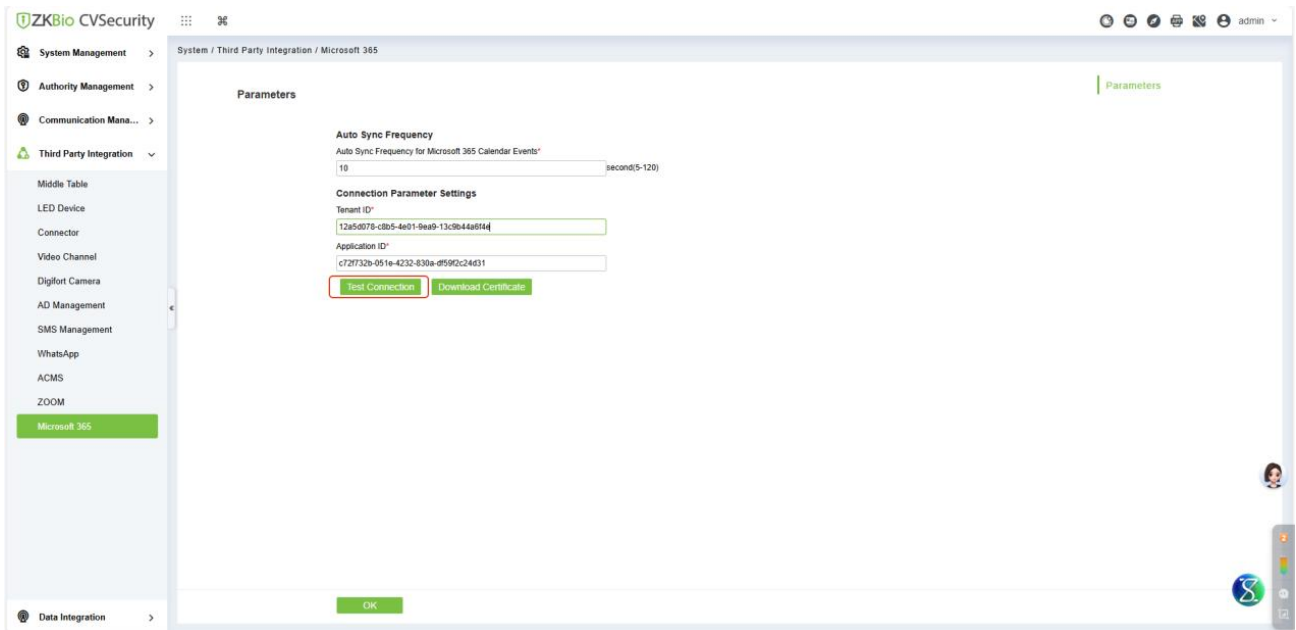 ZKBio CVSecurity
admin
System Management
System / Third Party Integration / Microsoft 365
Authority Management
Parameters
Parameters
Communication Mana...
Third Party Integration
Auto Sync Frequency
Auto Sync Frequency for Microsoft 365 Calendar Events*
10
second(5-120)
Middle Table
LED Device
Connector
Video Channel
Digifort Camera
AD Management
SMS Management
WhatsApp
ACMS
ZOOM
Microsoft 365
Connection Parameter Settings
Tenant ID*
12a5d078-c8b5-4e01-9ea9-13c9b44a6f4e
Application ID*
c72f732b-051e-4232-830a-df59f2c24d31
Test Connection
Download Certificate
OK
Data Integration